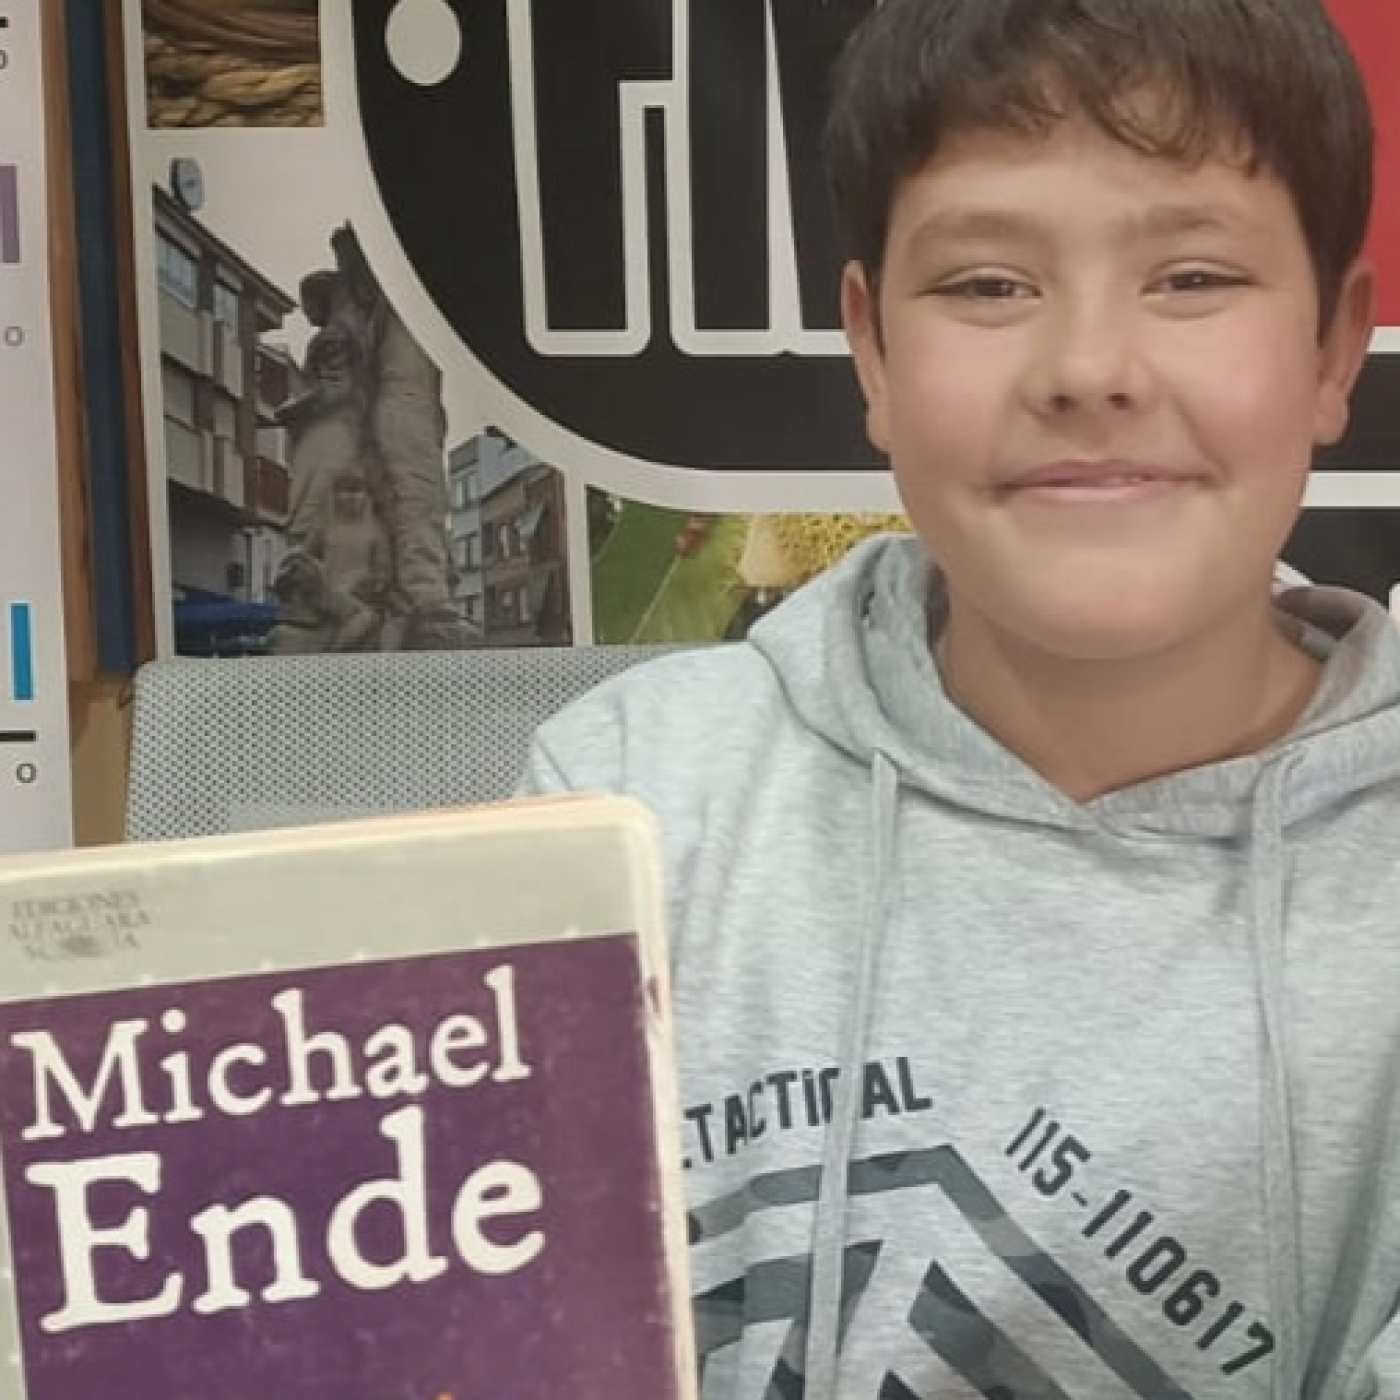 EDICIONES
ALFAGUARA
Michael
Ende
TACTICAL
115-110617